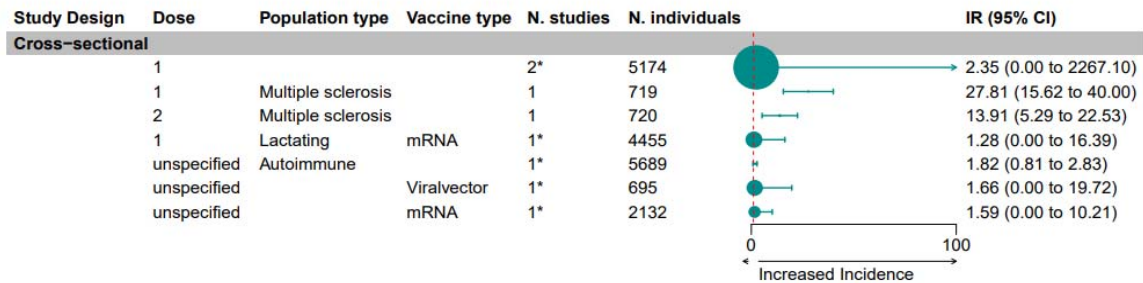 Study Design Dose Population type Vaccine type N. studies N. individuals IR (95% CI)
Cross−sectional
1 2* 5174 2.35 (0.00 to 2267.10)
1 Multiple sclerosis 1 719 27.81 (15.62 to 40.00)
2 Multiple sclerosis 1 720 13.91 (5.29 to 22.53)
1 Lactating mRNA 1* 4455 1.28 (0.00 to 16.39)
unspecified Autoimmune 1* 5689 1.82 (0.81 to 2.83)
unspecified Viralvector 1* 695 1.66 (0.00 to 19.72)
unspecified mRNA 1* 2132 1.59 (0.00 to 10.21)
0 100
Increased Incidence